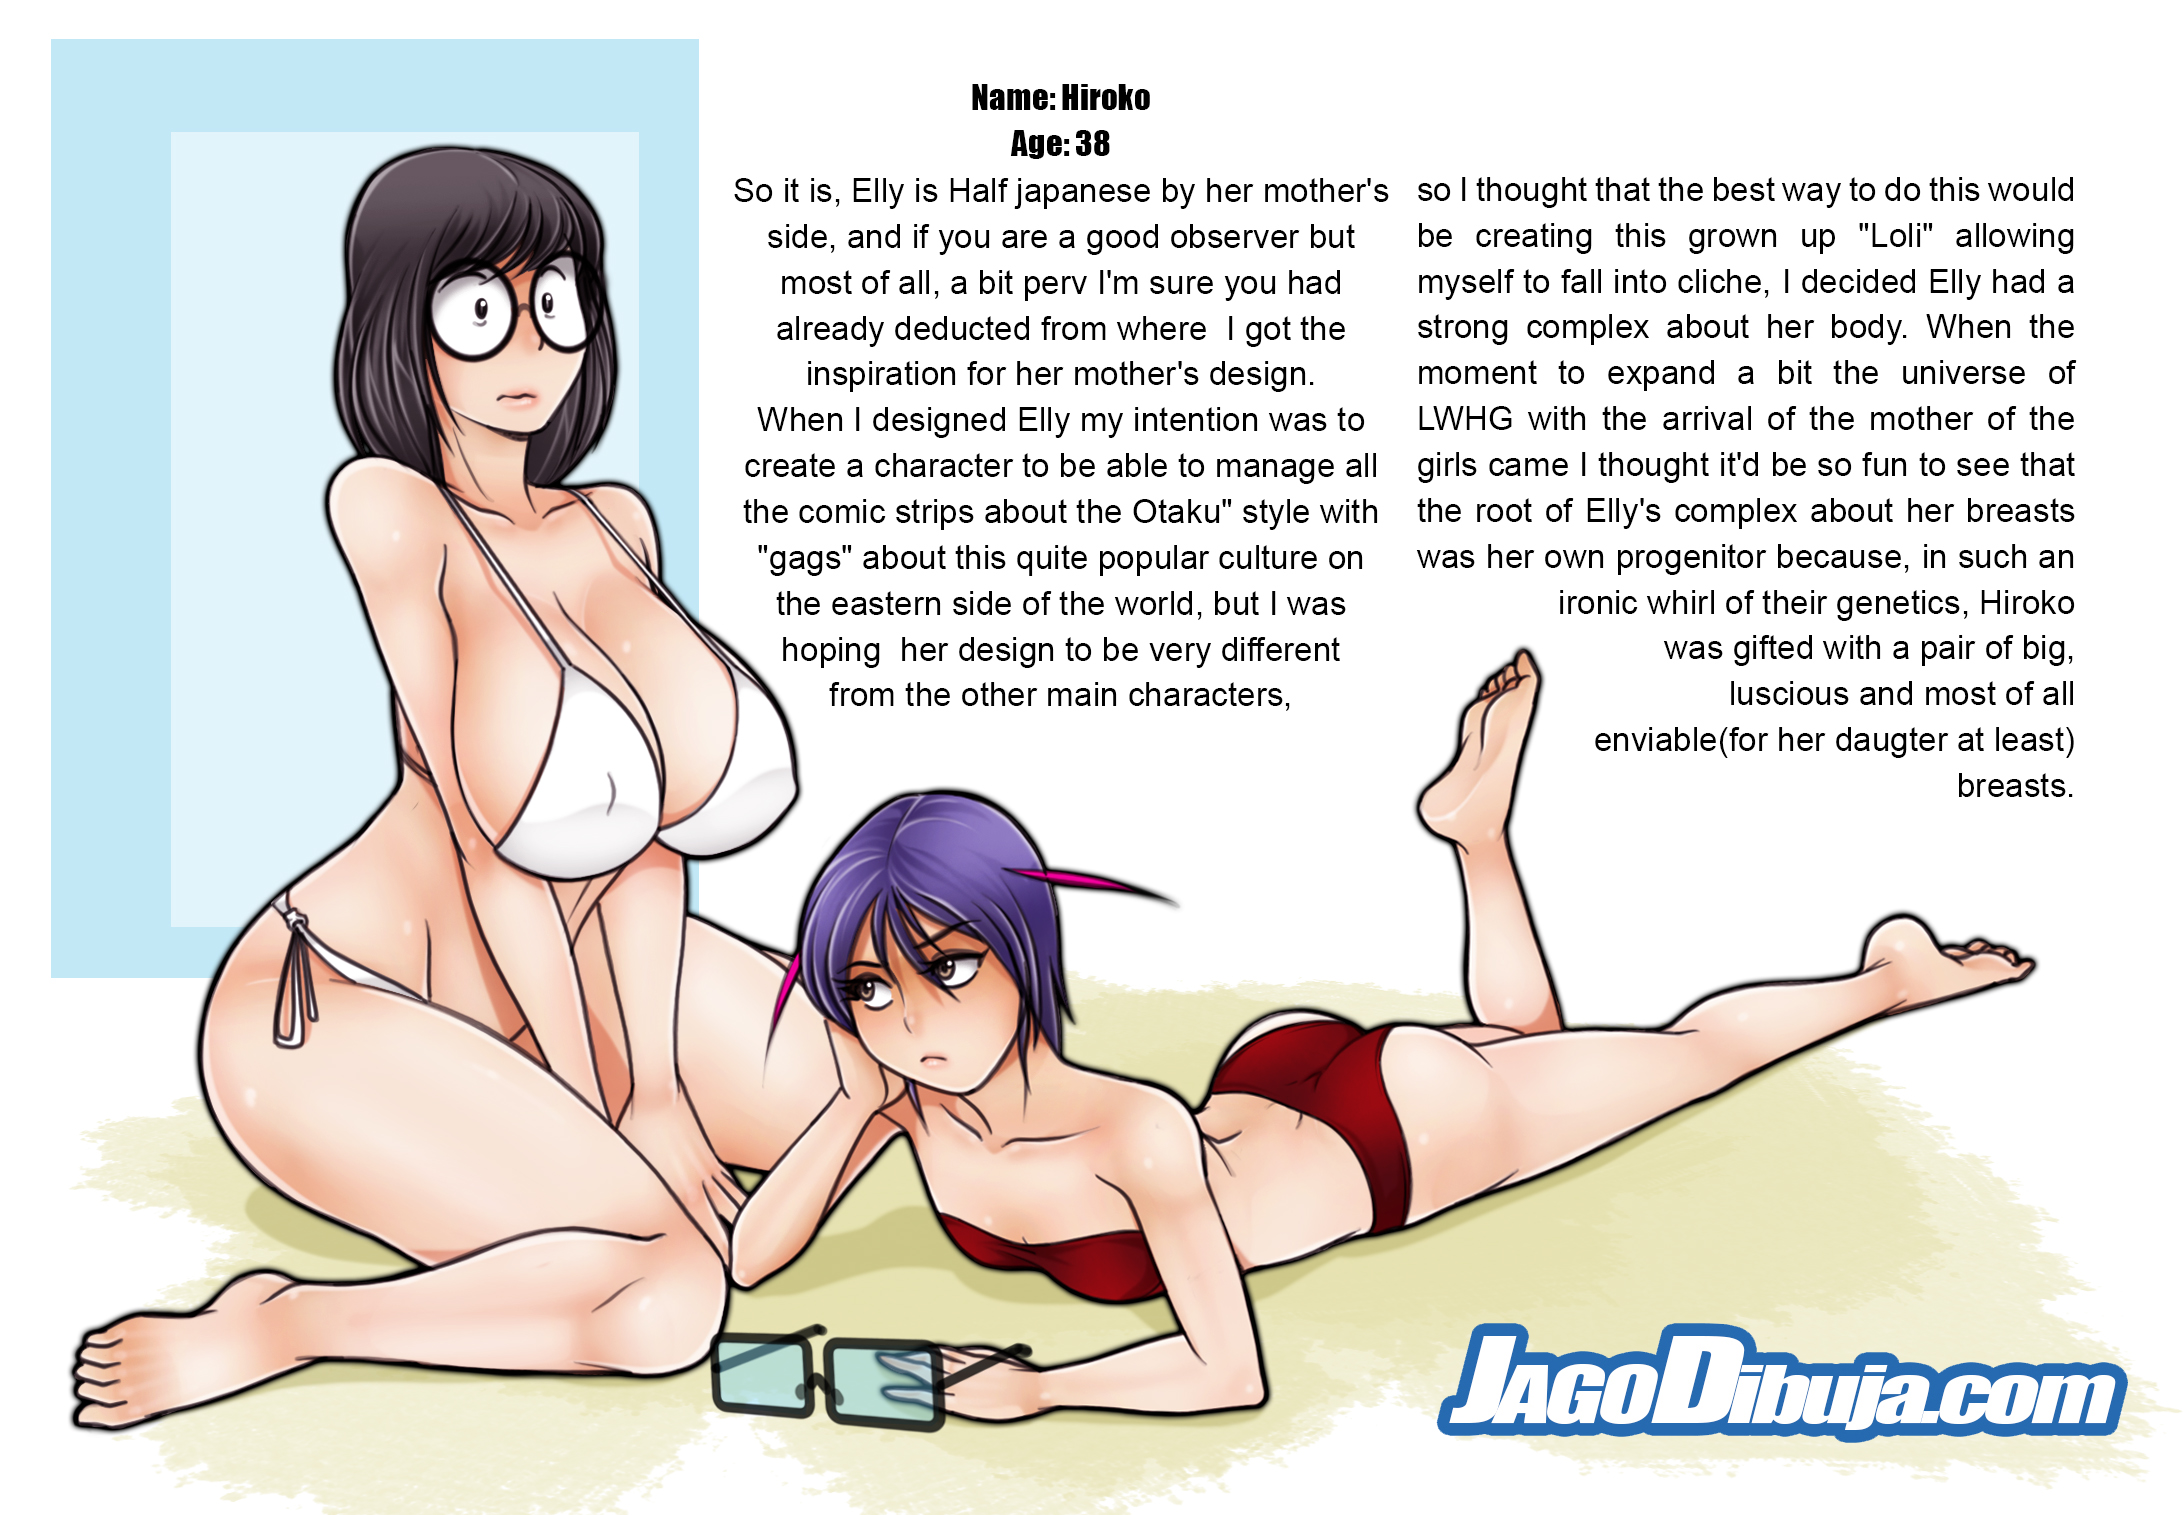 Name: Hiroko
Age: 38
So it is, Elly is Half japanese by her mother's
side, and if you are a good observer but
most of all, a bit perv I'm sure you had
already deducted from where  I got the
inspiration for her mother's design.
When I designed Elly my intention was to
create a character to be able to manage all
the comic strips about the Otaku" style with
"gags" about this quite popular culture on
the eastern side of the world, but I was
hoping  her design to be very different
from the other main characters,
so I thought that the best way to do this would
be creating this grown up "Loli" allowing
myself to fall into cliche, I decided Elly had a
strong complex about her body. When the
moment to expand a bit the universe of
LWHG with the arrival of the mother of the
girls came I thought it'd be so fun to see that
the root of Elly's complex about her breasts
was her own progenitor because, in such an
ironic whirl of their genetics, Hiroko
was gifted with a pair of big,
luscious and most of all
enviable(for her daugter at least)
breasts.
JAGODibuja.com